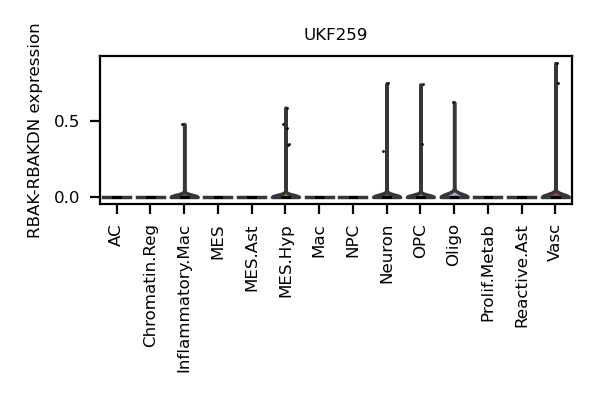 UKF259
RBAK-RBAKDN expression
0.5
0.0
AC
Chromatin.Reg
Inflammatory.Mac
MES
MES.Ast
MES.Hyp
Mac
NPC
Neuron
OPC
Oligo
Prolif.Metab
Reactive.Ast
Vasc